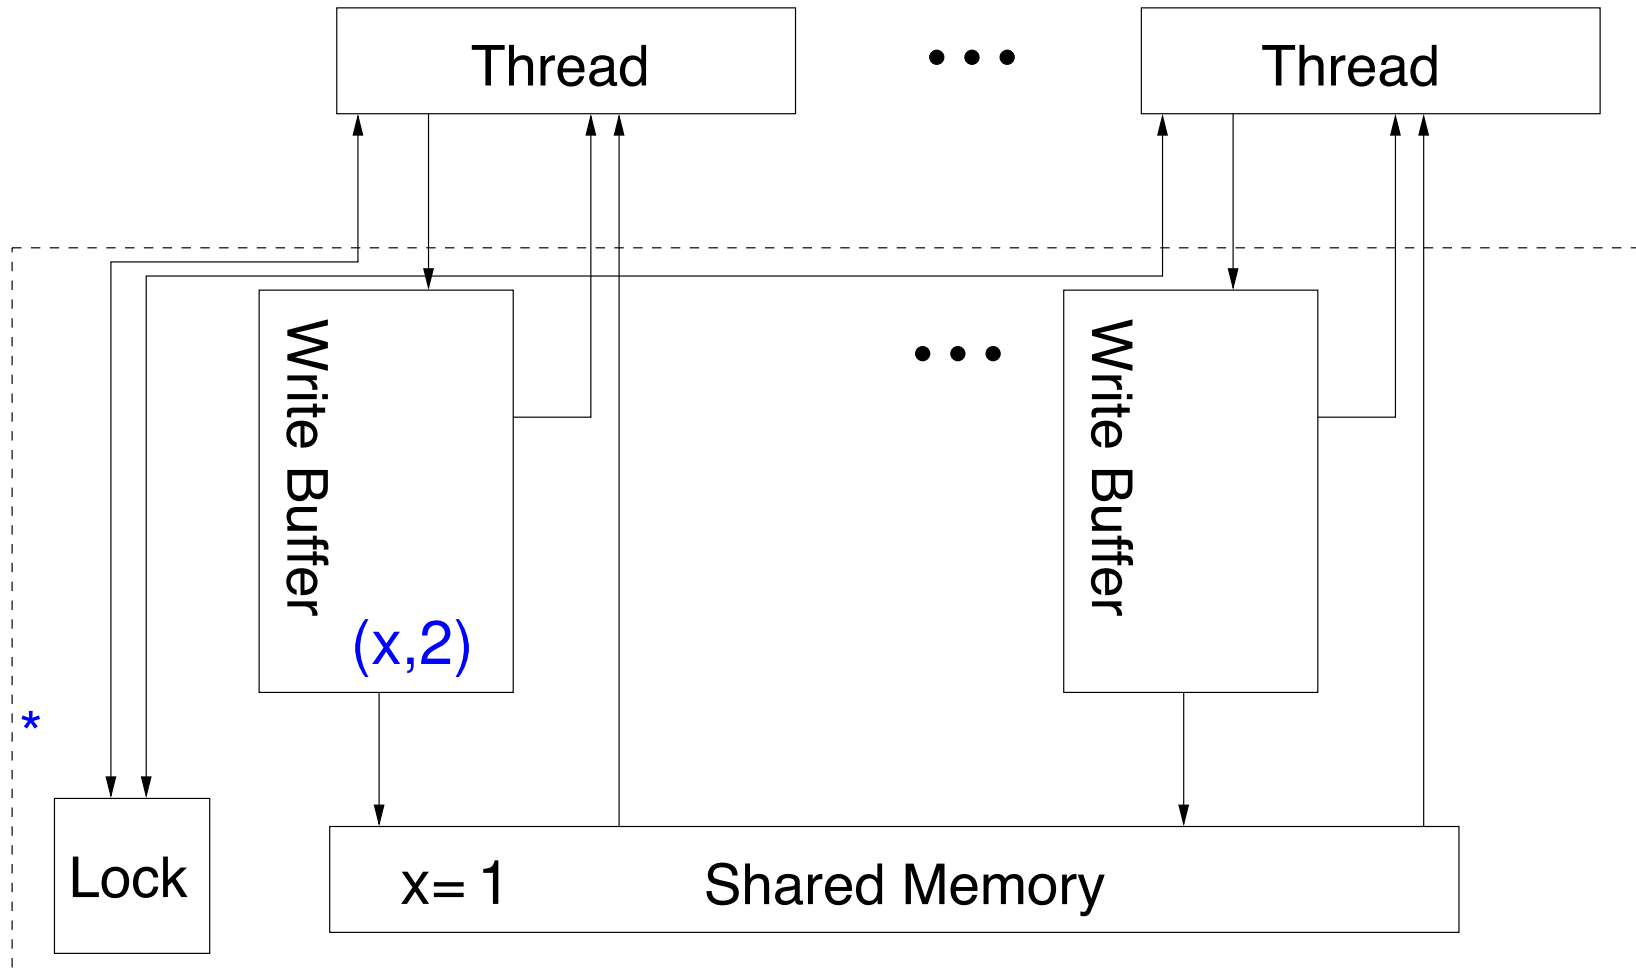 Thread
Thread
Write Buffer
Write Buffer
(x,2)
*
Lock
x= 1
Shared Memory